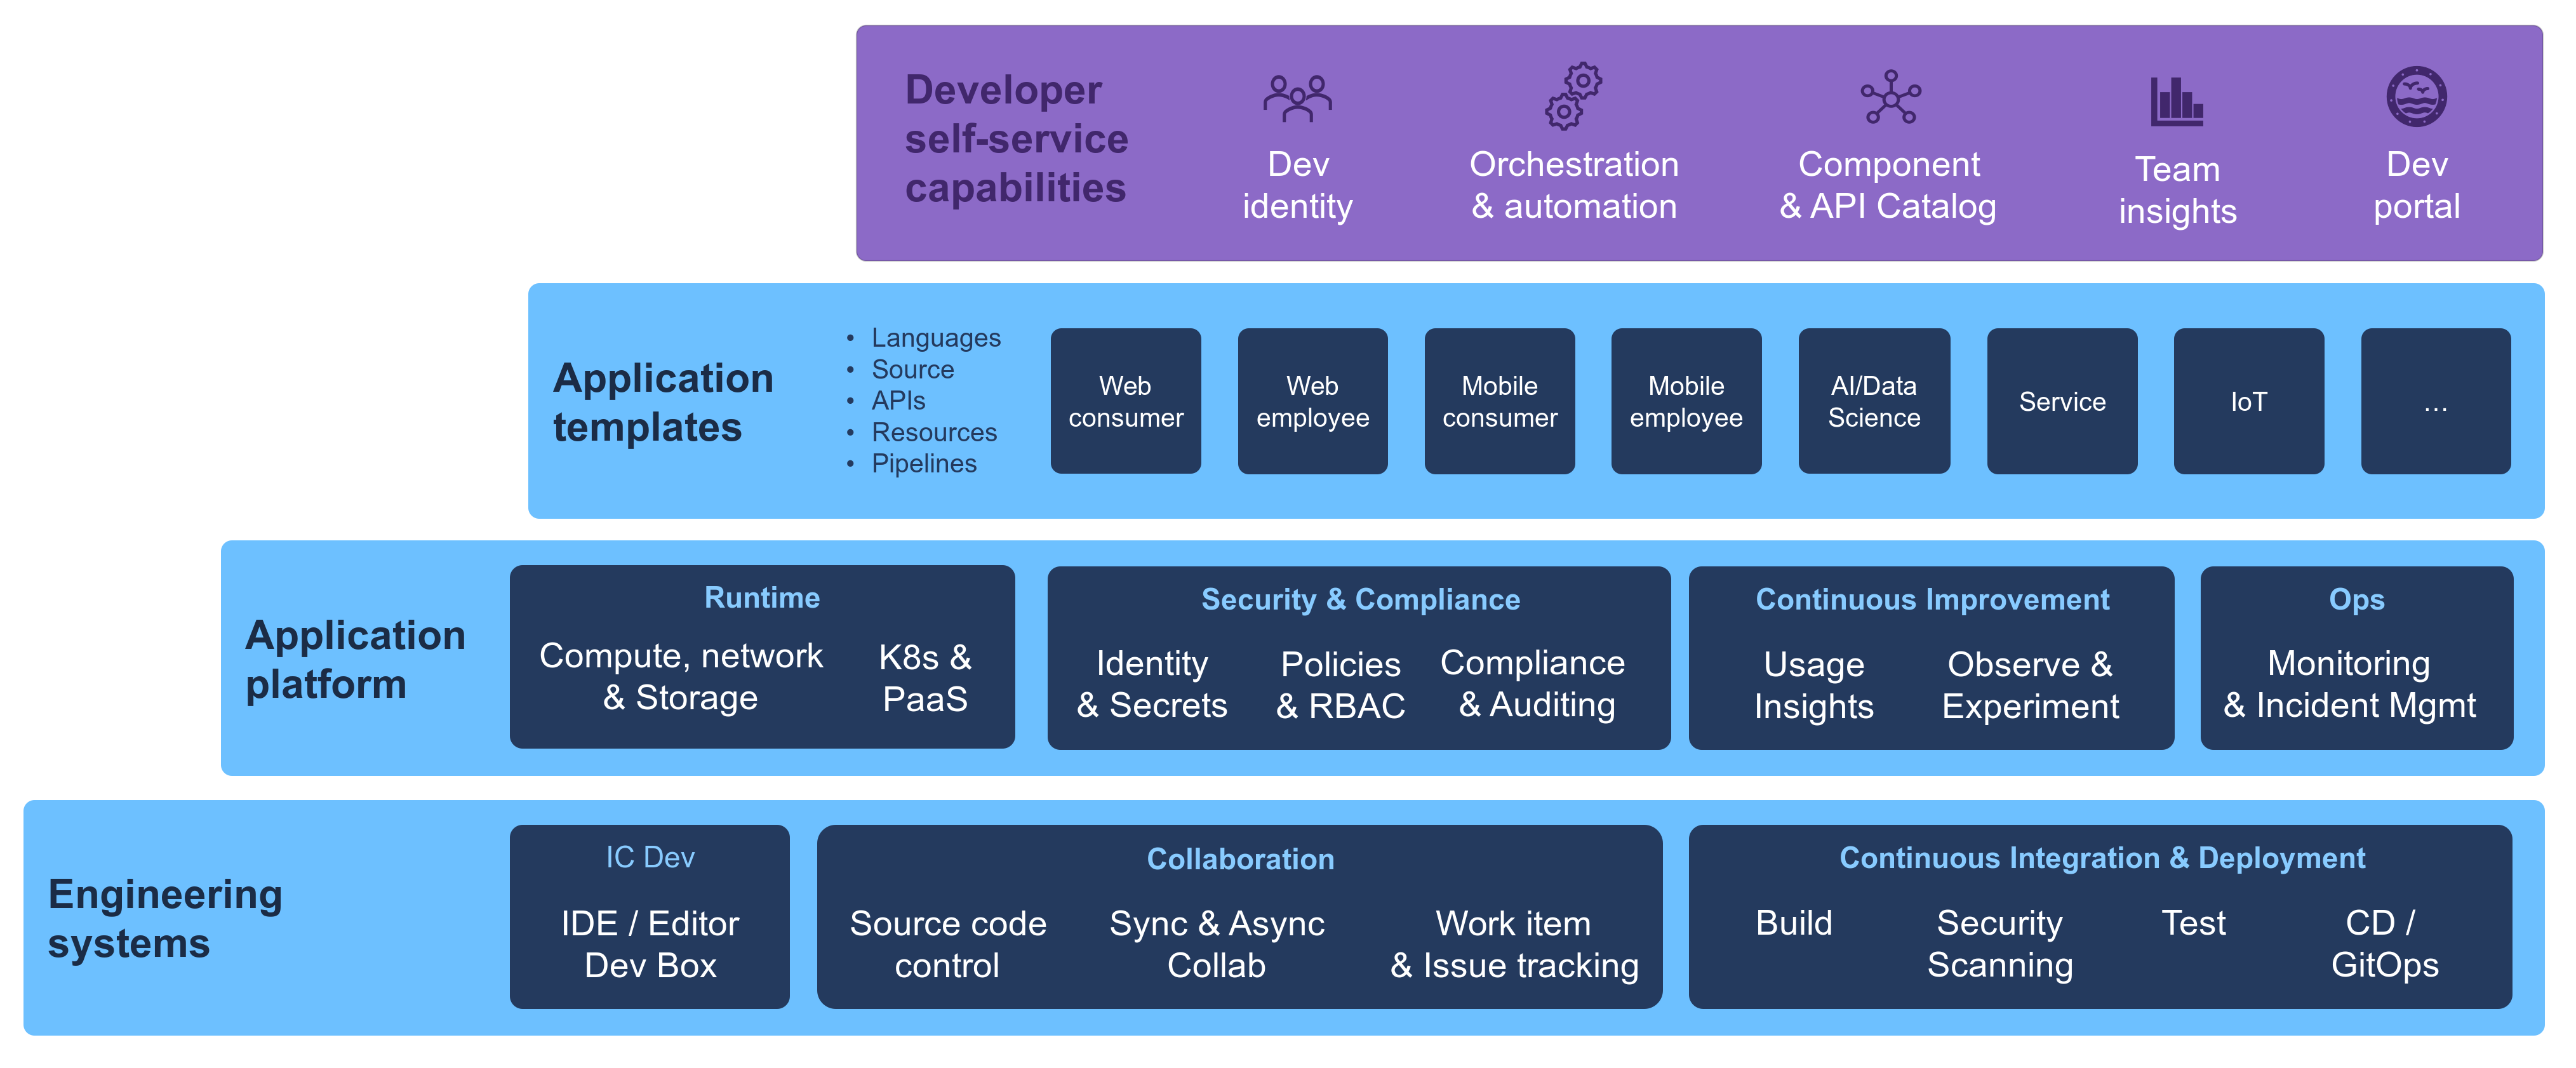 Developer
self-service
capabilities
Dev
identity
Orchestration
& automation
Component
& API Catalog
Team
insights
Dev
portal
Application
templates
• Languages
• Source
• APIs
• Resources
• Pipelines
Web
consumer
Web
employee
Mobile
consumer
Mobile
employee
AI/Data
Science
Service
IoT
…
Application
platform
Runtime
Compute, network
& Storage
K8s &
PaaS
Security & Compliance
Identity
& Secrets
Policies
& RBAC
Compliance
& Auditing
Continuous Improvement
Usage
Insights
Observe &
Experiment
Ops
Monitoring
& Incident Mgmt
Engineering
systems
IC Dev
IDE / Editor
Dev Box
Collaboration
Source code
control
Sync & Async
Collab
Work item
& Issue tracking
Continuous Integration & Deployment
Build
Security
Scanning
Test
CD /
GitOps